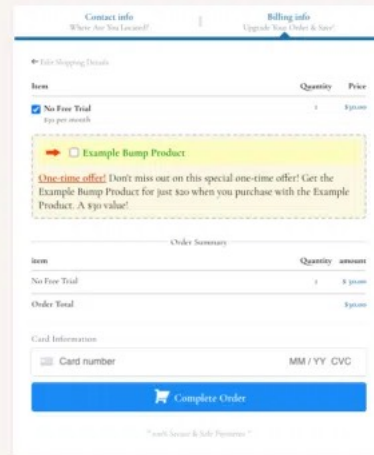 Contact info
Where Are You Located?
Billing info
Upgrade Your Order & Save!
Edit Shipping Details
Item Quantity Price
No Free Trial 1 $30.00
$30 per month
Example Bump Product
One-time offer! Don't miss out on this special one-time offer! Get the
Example Bump Product for just $20 when you purchase with the Example
Product. A $30 value!
Order Summary
item Quantity amount
No Free Trial 1 $ 30.00
Order Total $30.00
Card Information
Card number MM / YY CVC
Complete Order
* 100% Secure & Safe Payments *